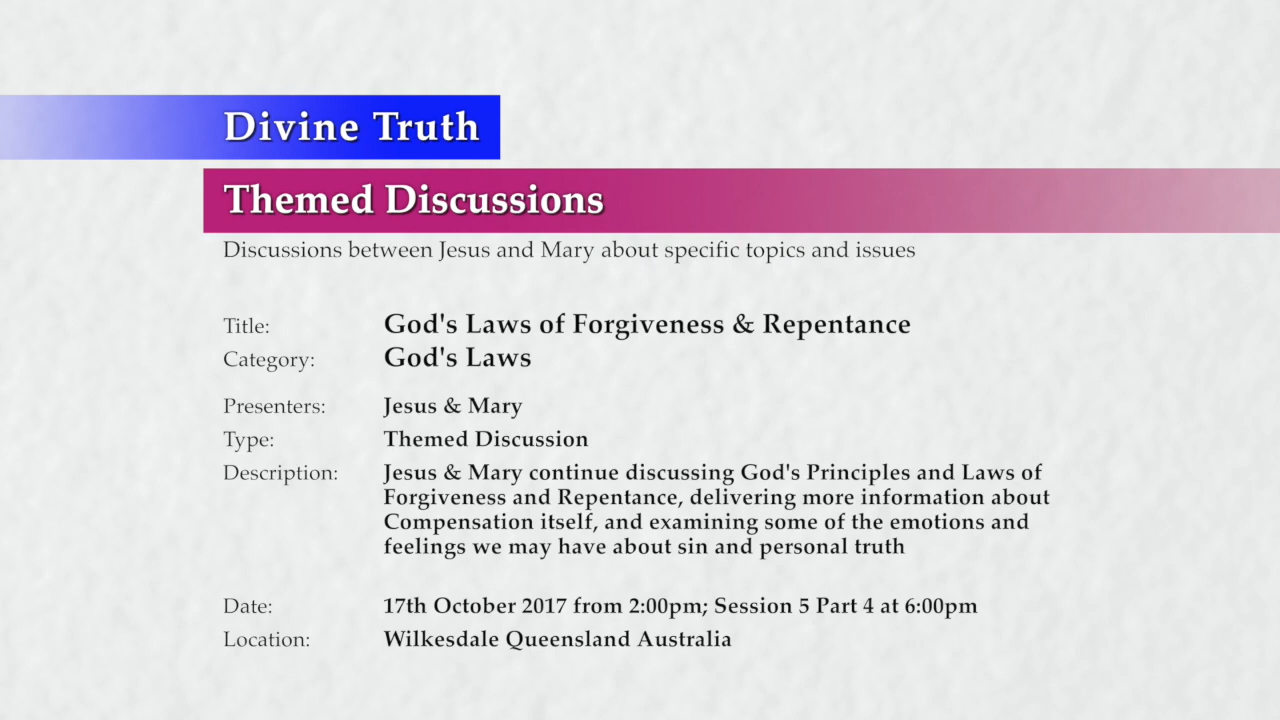 Divine Truth
Themed Discussions
Discussions between Jesus and Mary about specific topics and issues
Title: God's Laws of Forgiveness & Repentance
Category: God's Laws
Presenters: Jesus & Mary
Type: Themed Discussion
Description: Jesus & Mary continue discussing God's Principles and Laws of
Forgiveness and Repentance, delivering more information about
Compensation itself, and examining some of the emotions and
feelings we may have about sin and personal truth
Date: 17th October 2017 from 2:00pm; Session 5 Part 4 at 6:00pm
Location: Wilkesdale Queensland Australia